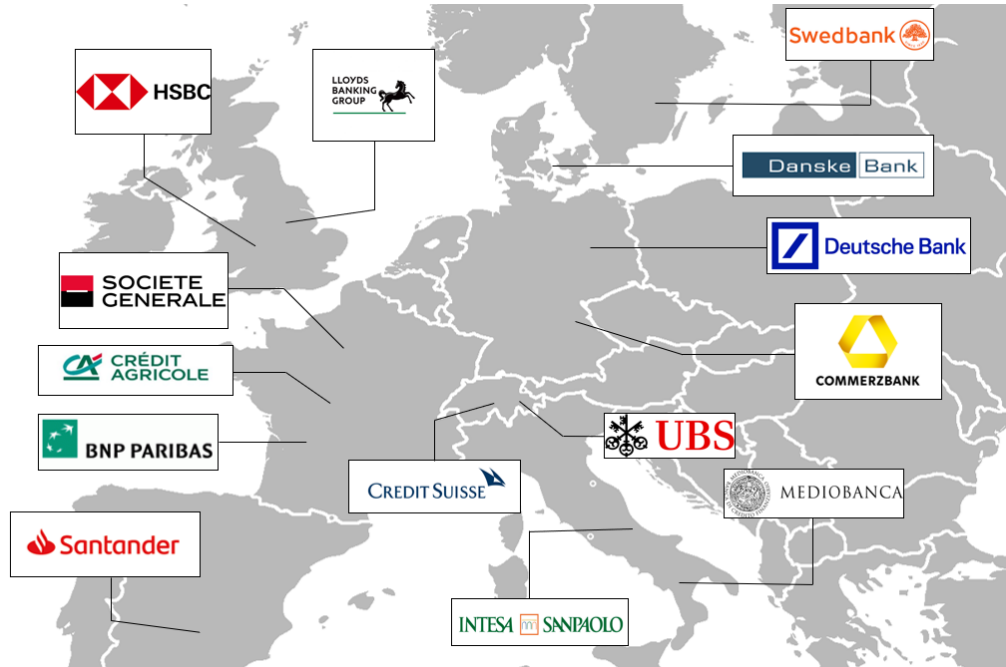 Swedbank
HSBC
LLOYDS
BANKING
GROUP
Danske Bank
Deutsche Bank
SOCIETE
GENERALE
CRÉDIT
AGRICOLE
COMMERZBANK
BNP PARIBAS
UBS
CREDIT SUISSE
MEDIOBANCA
Santander
INTESA SANPAOLO